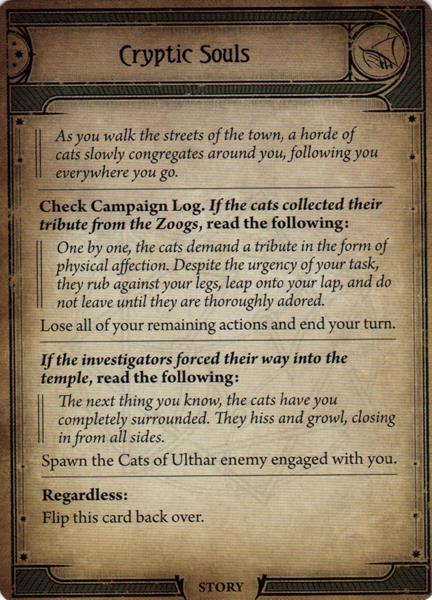 Cryptic Souls
As you walk the streets of the town, a horde of
cats slowly congregates around you, following you
everywhere you go.
Check Campaign Log. If the cats collected their
tribute from the Zoogs, read the following:
One by one, the cats demand a tribute in the form of
physical affection. Despite the urgency of your task,
they rub against your legs, leap onto your lap, and do
not leave until they are thoroughly adored.
Lose all of your remaining actions and end your turn.
If the investigators forced their way into the
temple, read the following:
The next thing you know, the cats have you
completely surrounded. They hiss and growl, closing
in from all sides.
Spawn the Cats of Ulthar enemy engaged with you.
Regardless:
Flip this card back over.
STORY